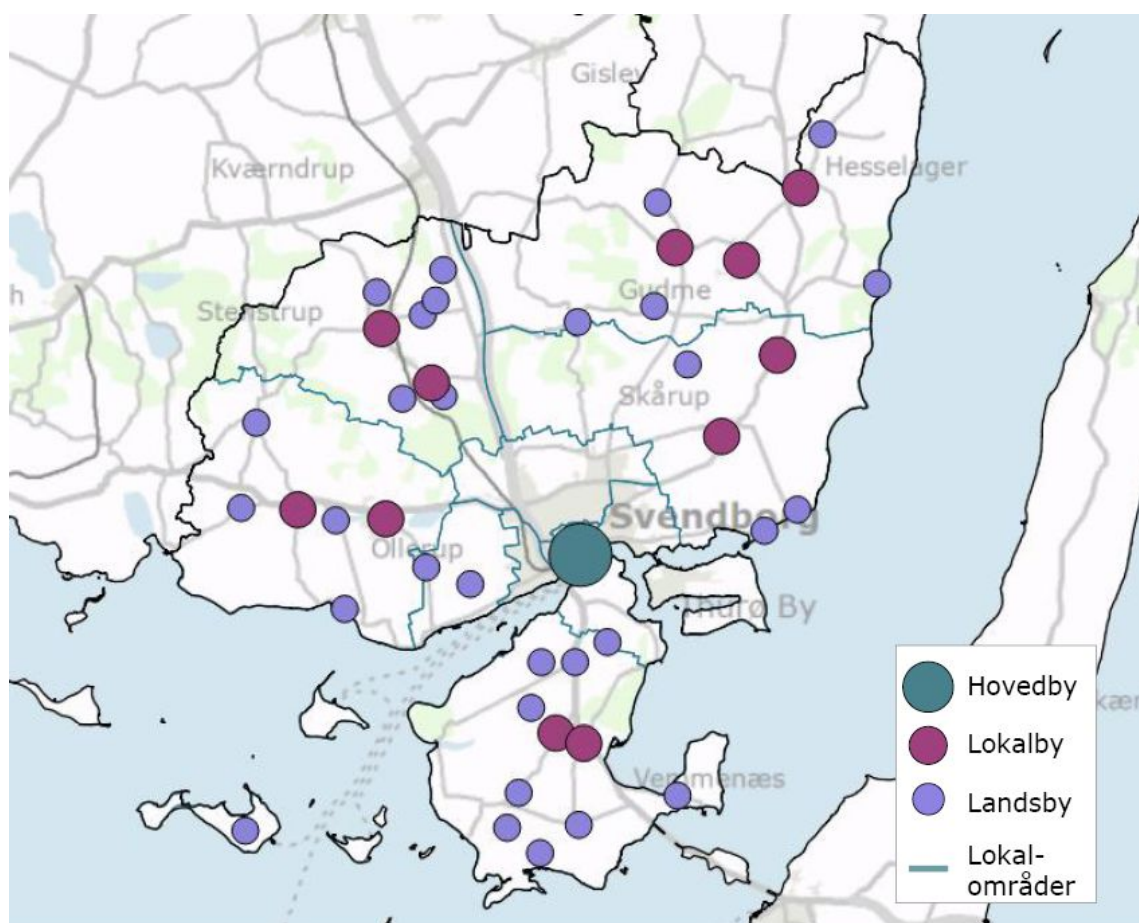 Gislev
Kværndrup
Hesselager
h
Stenstrup
Gudme
Skårup
Svendborg
Ollerup
Thurø By
Vemmenæs
Hovedby
Lokalby
Landsby
Lokal-
områder